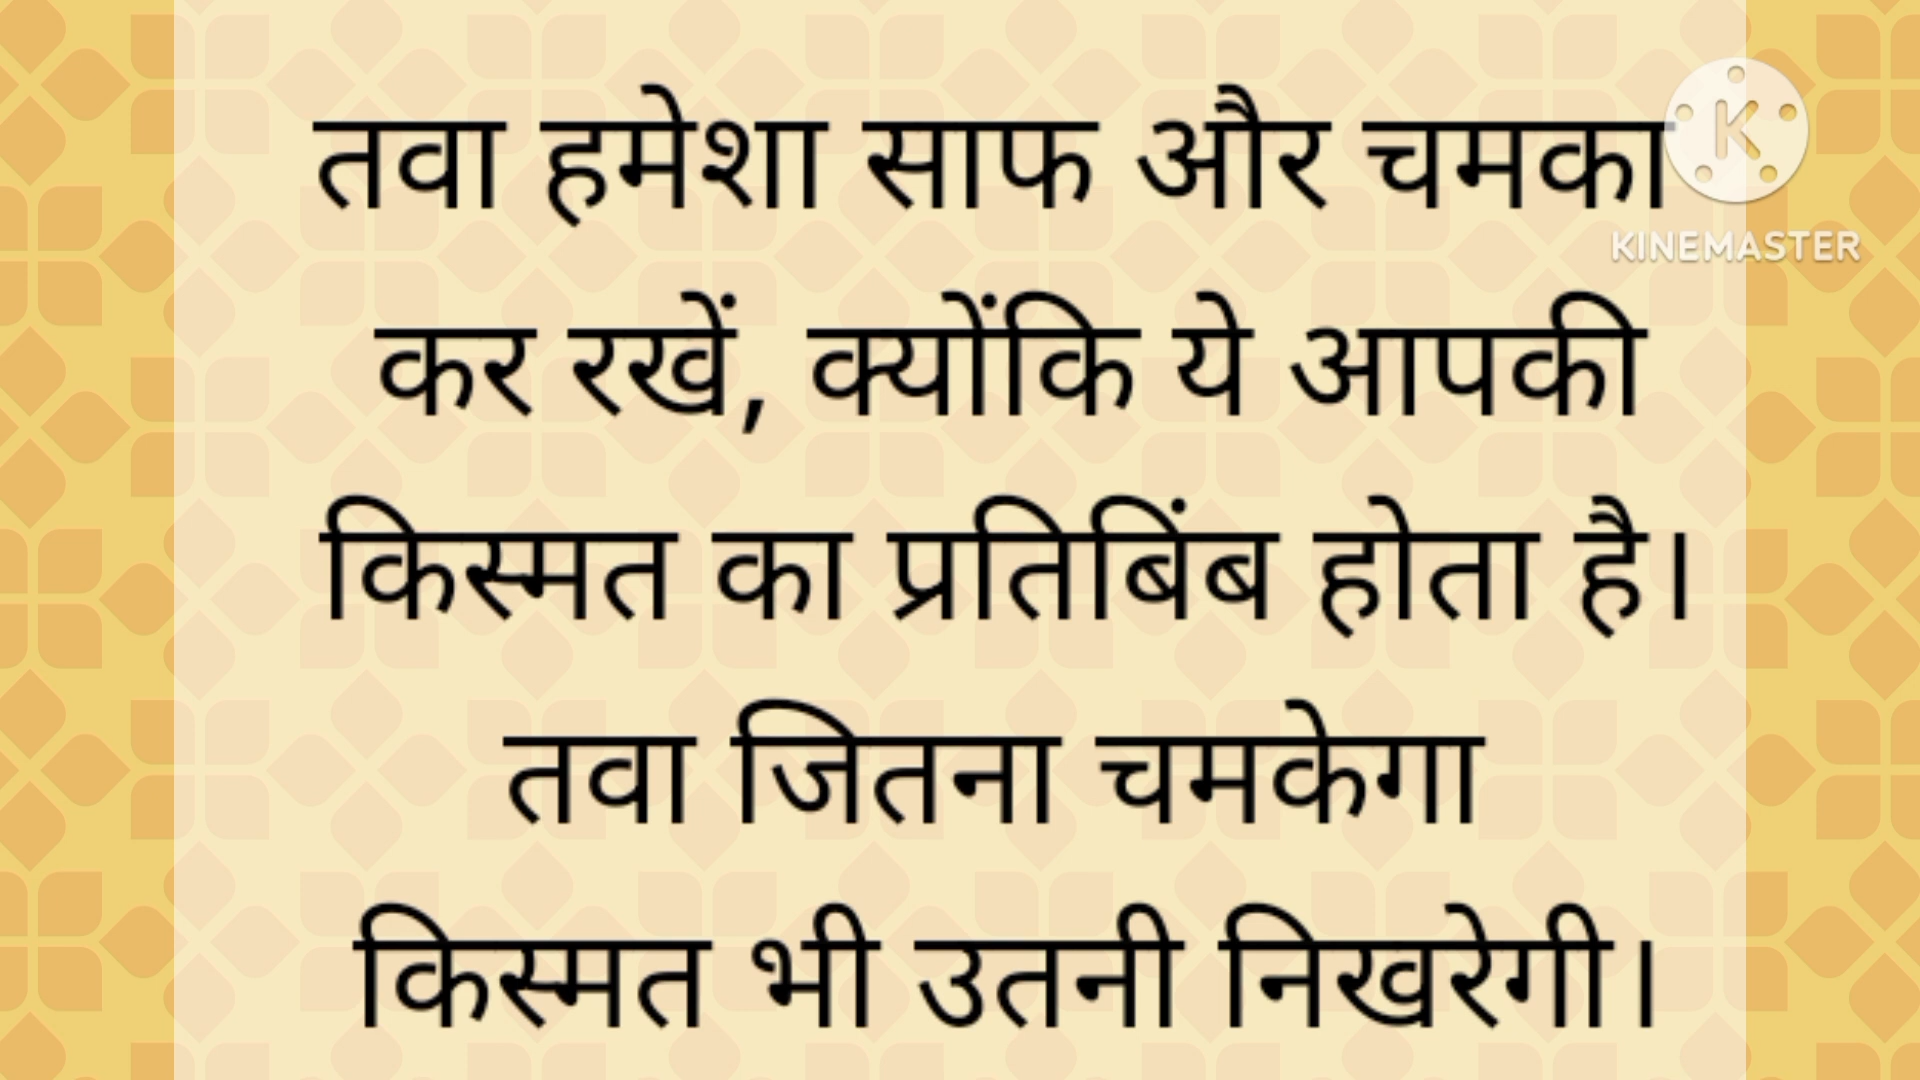 तवा हमेशा साफ और चमका
KINEMASTER
कर रखें, क्योंकि ये आपकी
किस्मत का प्रतिबिंब होता है।
तवा जितना चमकेगा
किस्मत भी उतनी निखरेगी।